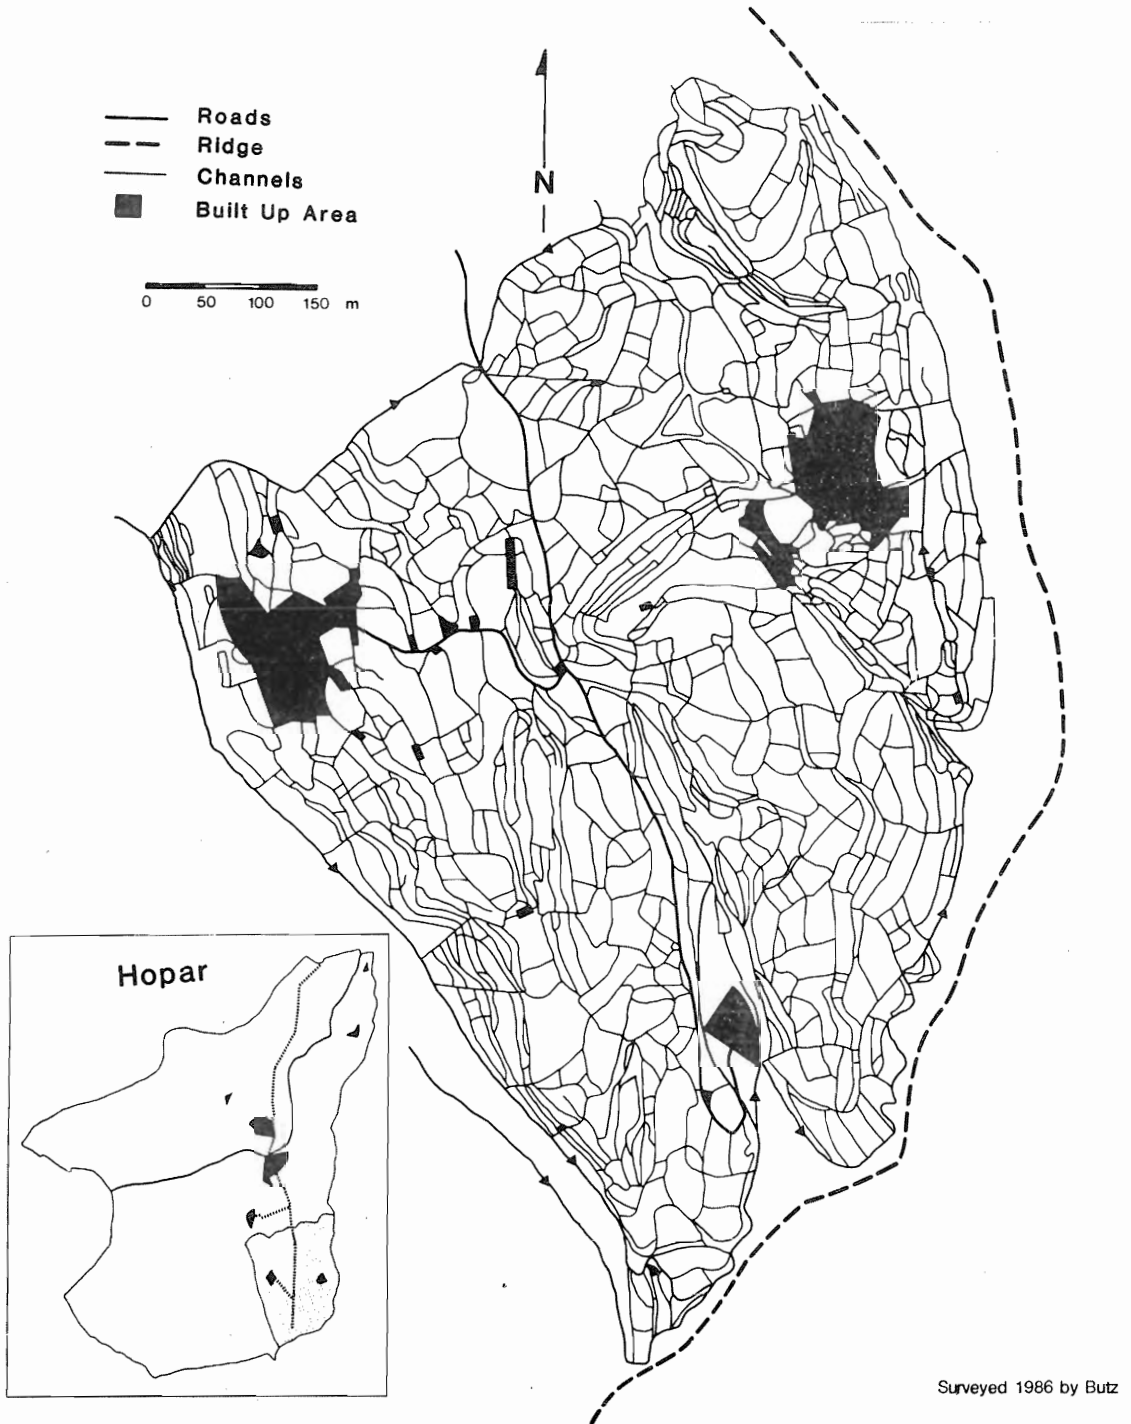 Roads
Ridge
Channels
Built Up Area
N
0 50 100 150 m
Hopar
Surveyed 1986 by Butz